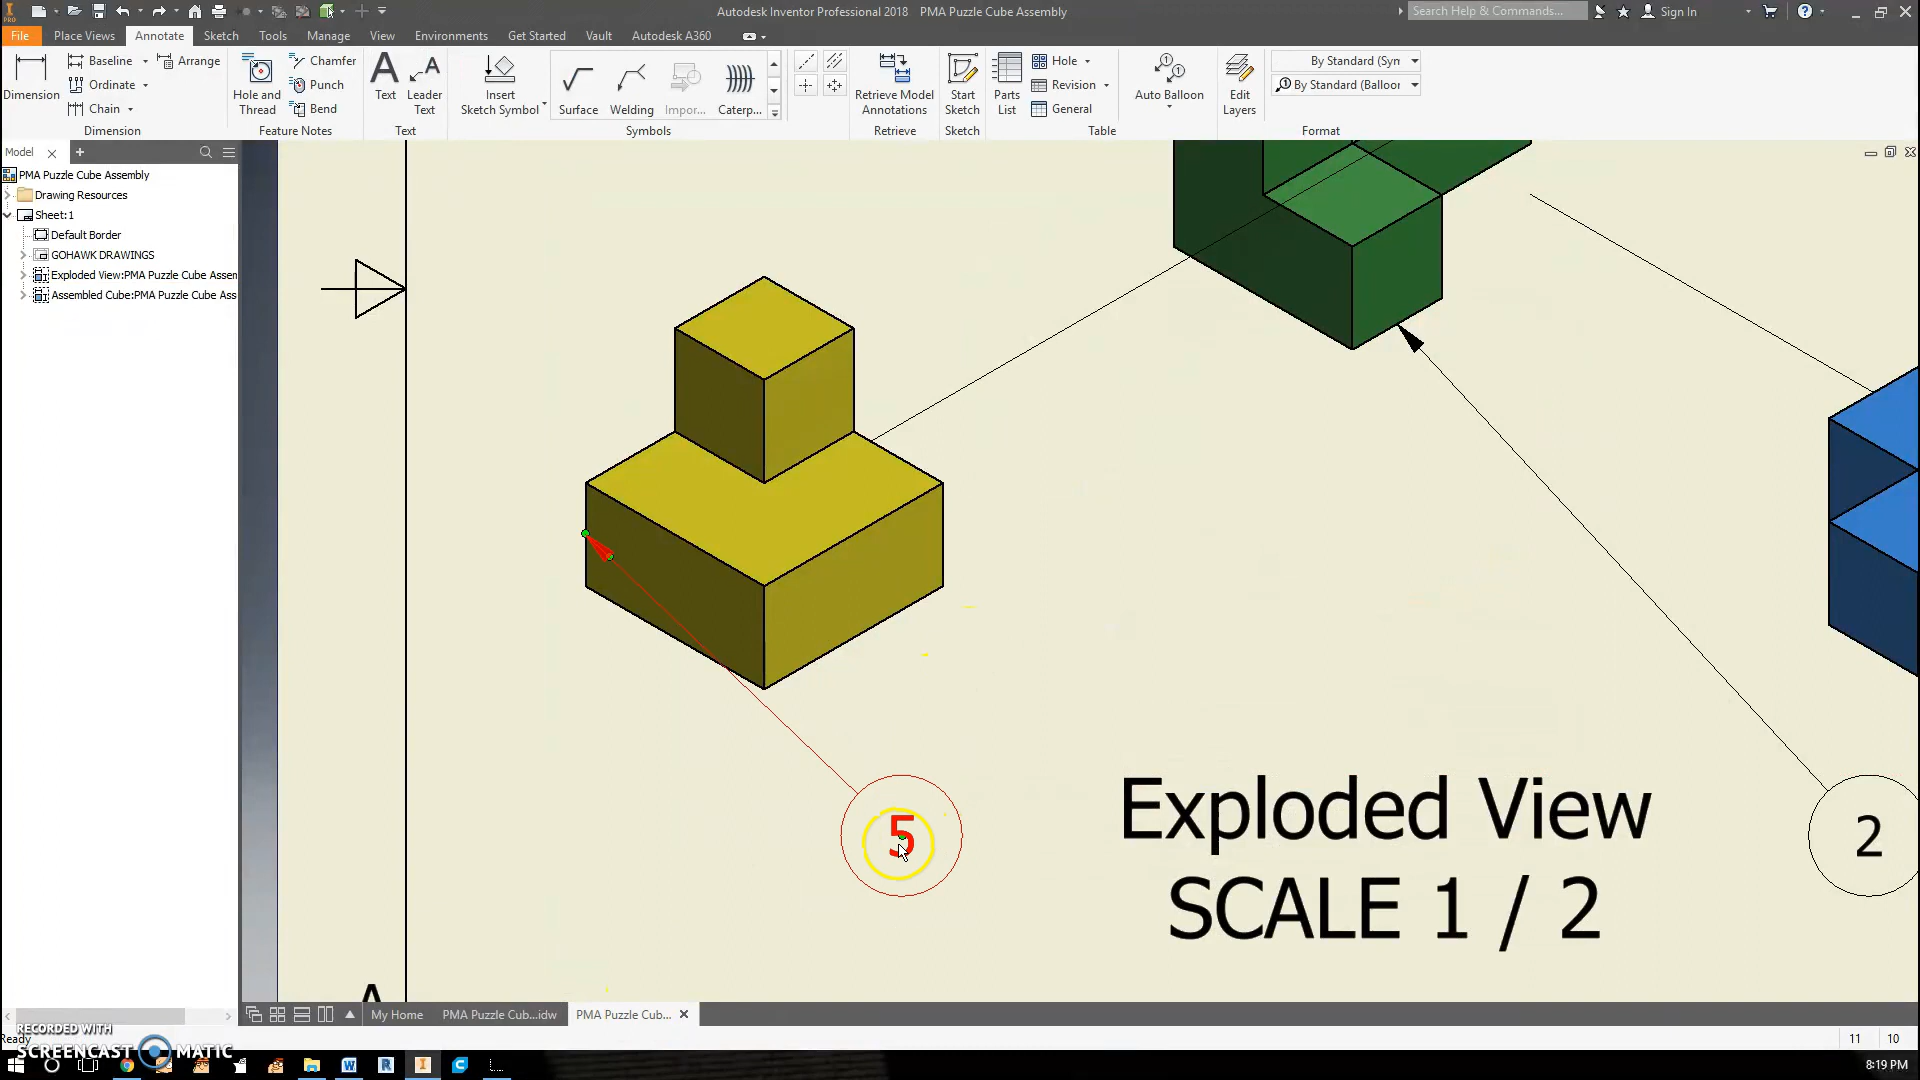 Autodesk Inventor Professional 2018 PMA Puzzle Cube Assembly
Search Help & Commands...
Sign In
PRO
File Place Views Annotate Sketch Tools Manage View Environments Get Started Vault Autodesk A360
Dimension
Baseline
Ordinate
Chain
Arrange
Dimension
Hole and Thread
Chamfer
Punch
Bend
Feature Notes
Text
Leader Text
Text
Insert Sketch Symbol
Surface
Welding
Impor...
Caterp...
Symbols
Retrieve Model Annotations
Retrieve
Start Sketch
Sketch
Parts List
Hole
Revision
General
Table
Auto Balloon
Edit Layers
By Standard (Syn
By Standard (Balloor
Format
Model
PMA Puzzle Cube Assembly
Drawing Resources
Sheet:1
Default Border
GOHAWK DRAWINGS
Exploded View:PMA Puzzle Cube Assen
Assembled Cube:PMA Puzzle Cube Ass
5
2
Exploded View
SCALE 1 / 2
A
My Home PMA Puzzle Cub...idw PMA Puzzle Cub...
Ready
11 10
RECORDED WITH
SCREENCAST MATIC
8:19 PM